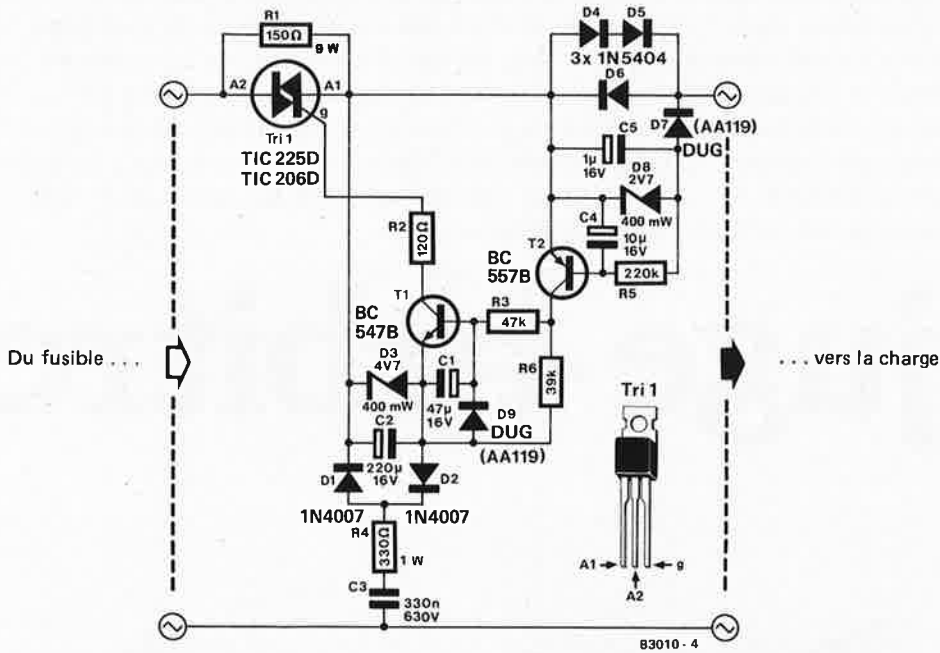 R1
150Ω
9 W
A2
A1
g
Tri 1
TIC 225D
TIC 206D
D4
D5
3x 1N5404
D6
D7
(AA119)
DUG
C5
1µ
16V
D8
2V7
400 mW
C4
10µ
16V
T2
BC
557B
220k
R5
R2
120Ω
T1
BC
547B
R3
47k
R6
39k
D3
4V7
400 mW
C1
47µ
16V
D9
DUG
(AA119)
C2
220µ
16V
D1
D2
1N4007
1N4007
R4
330Ω
1 W
C3
330n
630V
Du fusible . . .
. . . vers la charge
Tri 1
A1
g
A2
83010 - 4